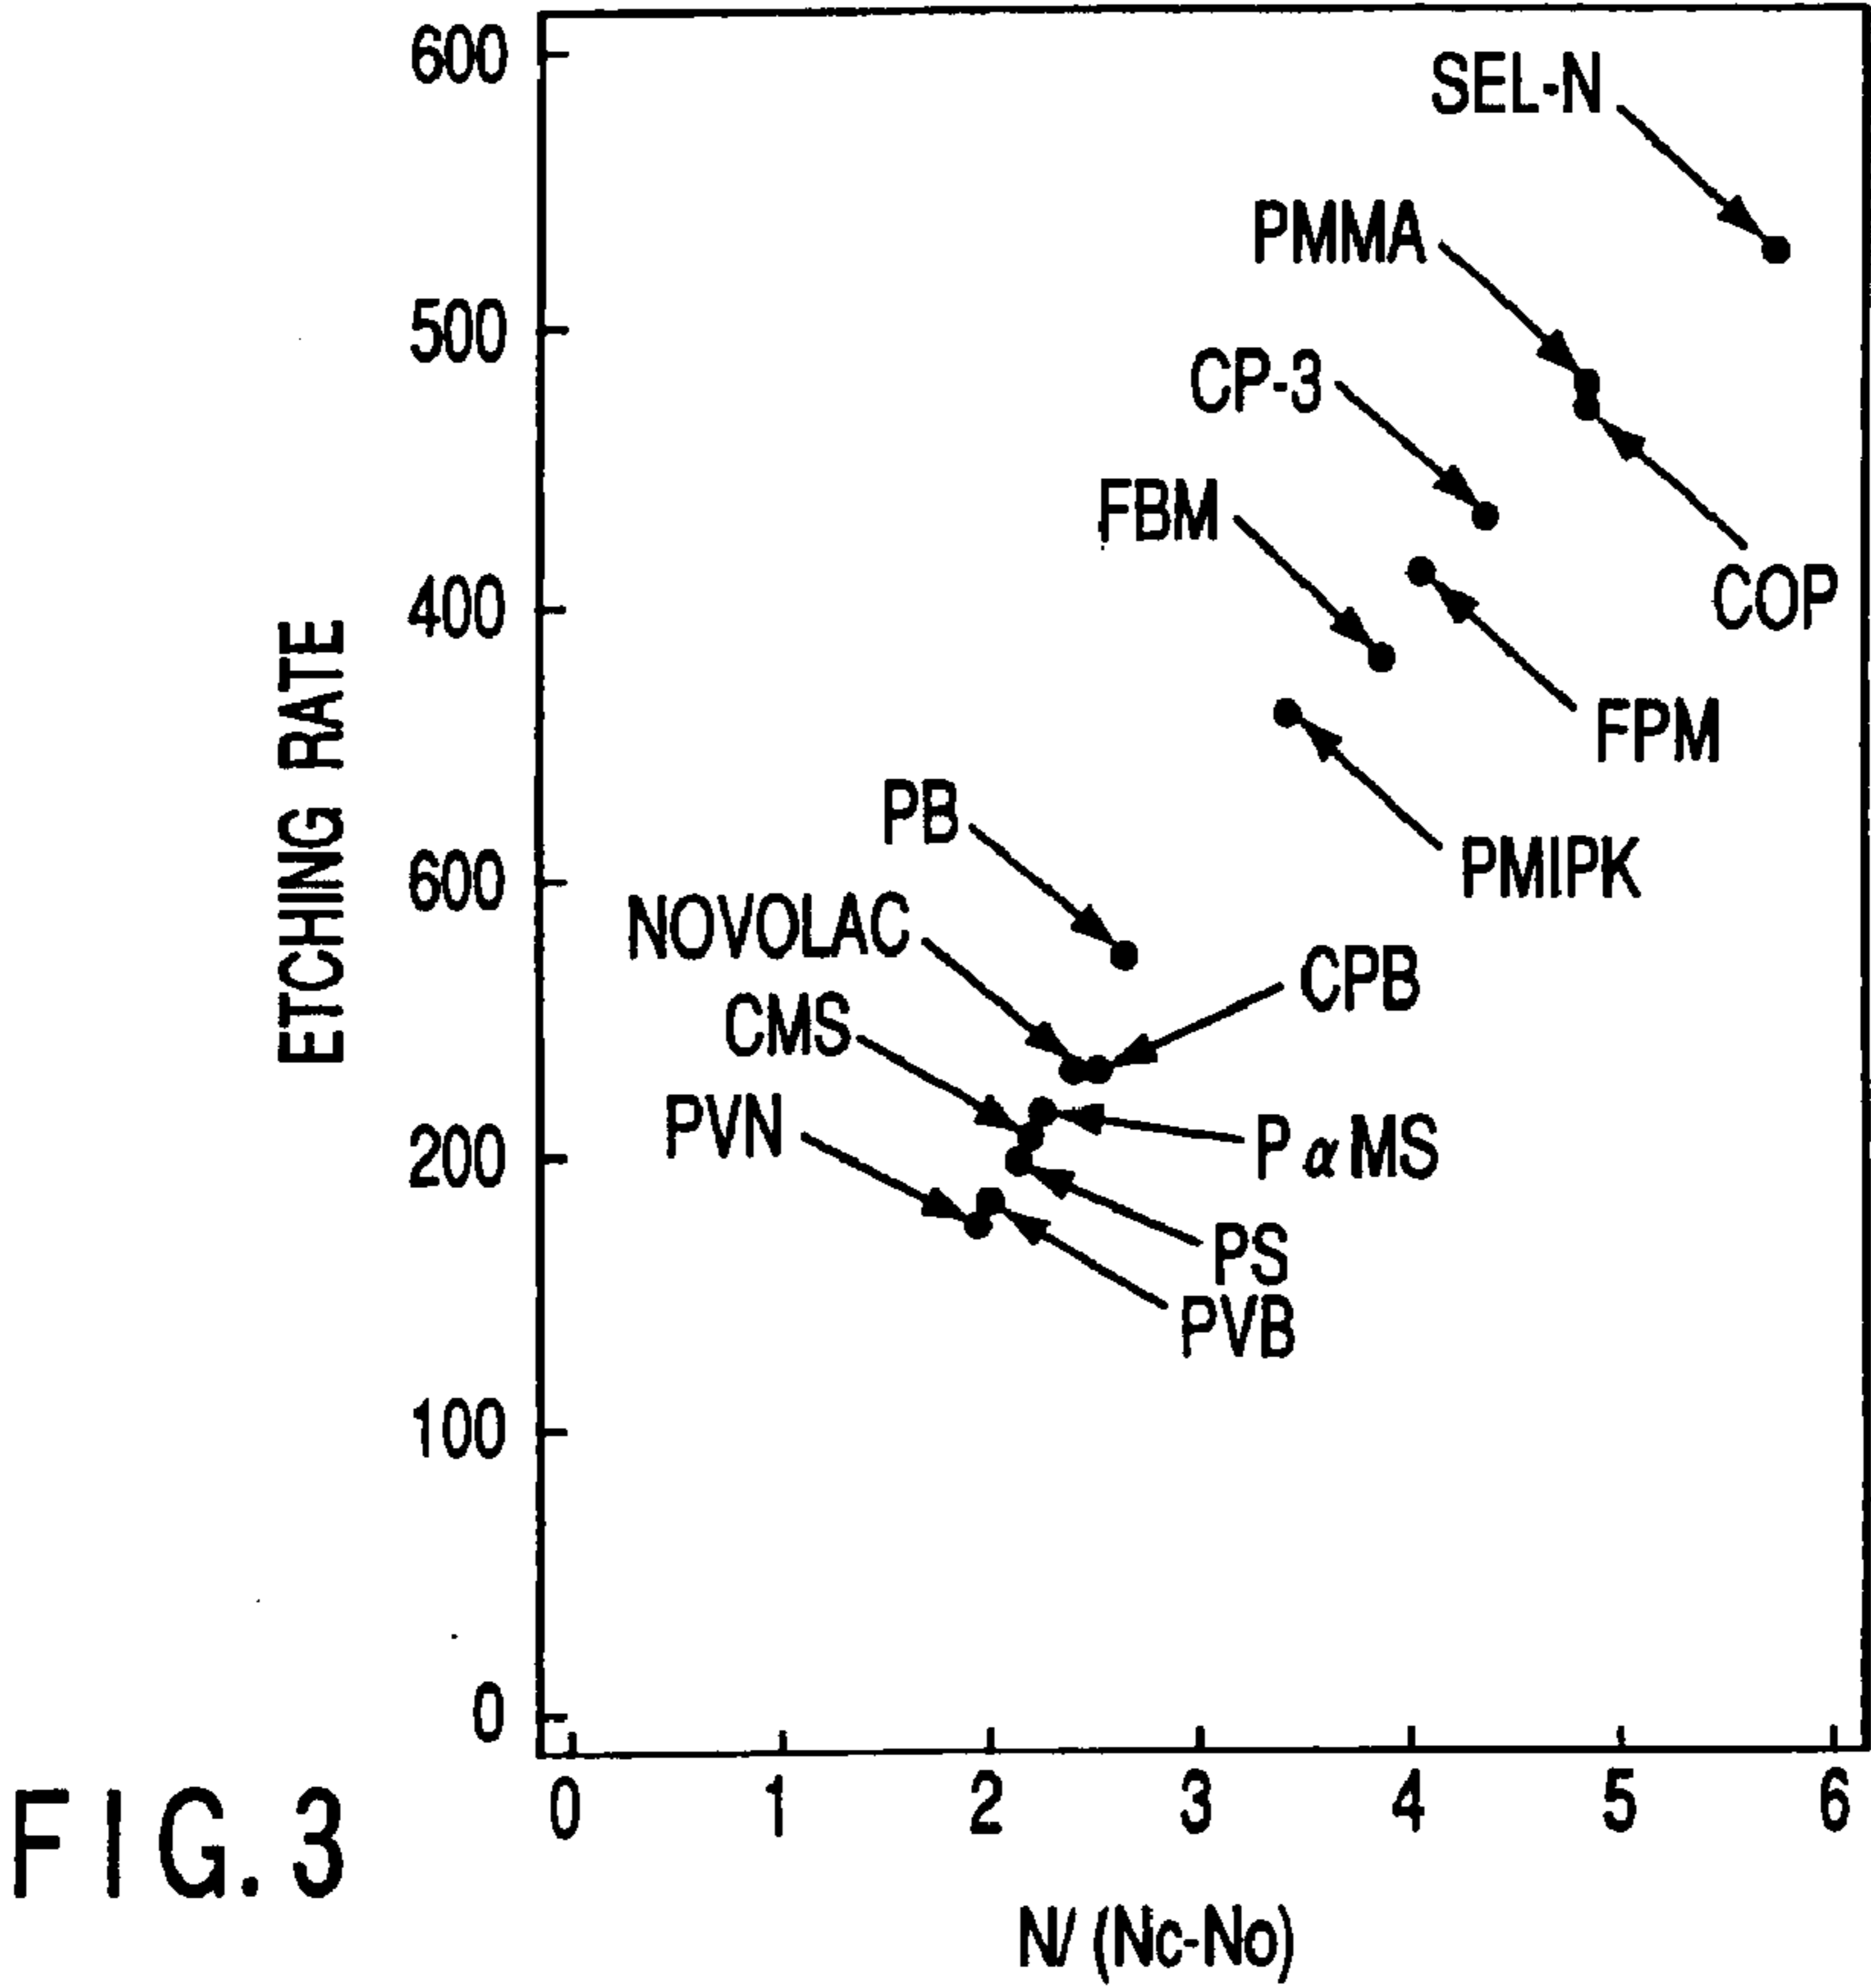 600
SEL-N
PMMA
500
CP-3
FBM
400
COP
ETCHING RATE
FPM
PB
PMIPK
600
NOVOLAC
CPB
CMS
PVN
200
PαMS
PS
PVB
100
0
0 1 2 3 4 5 6
FIG.3
N/(Nc-No)